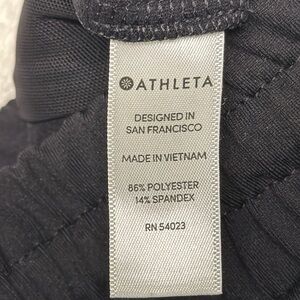 ATHLETA
DESIGNED IN
SAN FRANCISCO
MADE IN VIETNAM
86% POLYESTER
14% SPANDEX
RN 54023